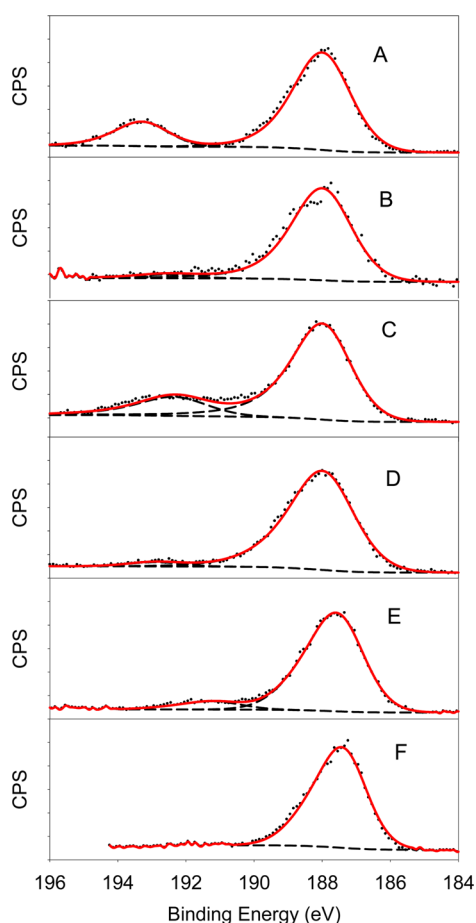 CPS
A
CPS
B
CPS
C
CPS
D
CPS
E
CPS
F
196 194 192 190 188 186 184
Binding Energy (eV)